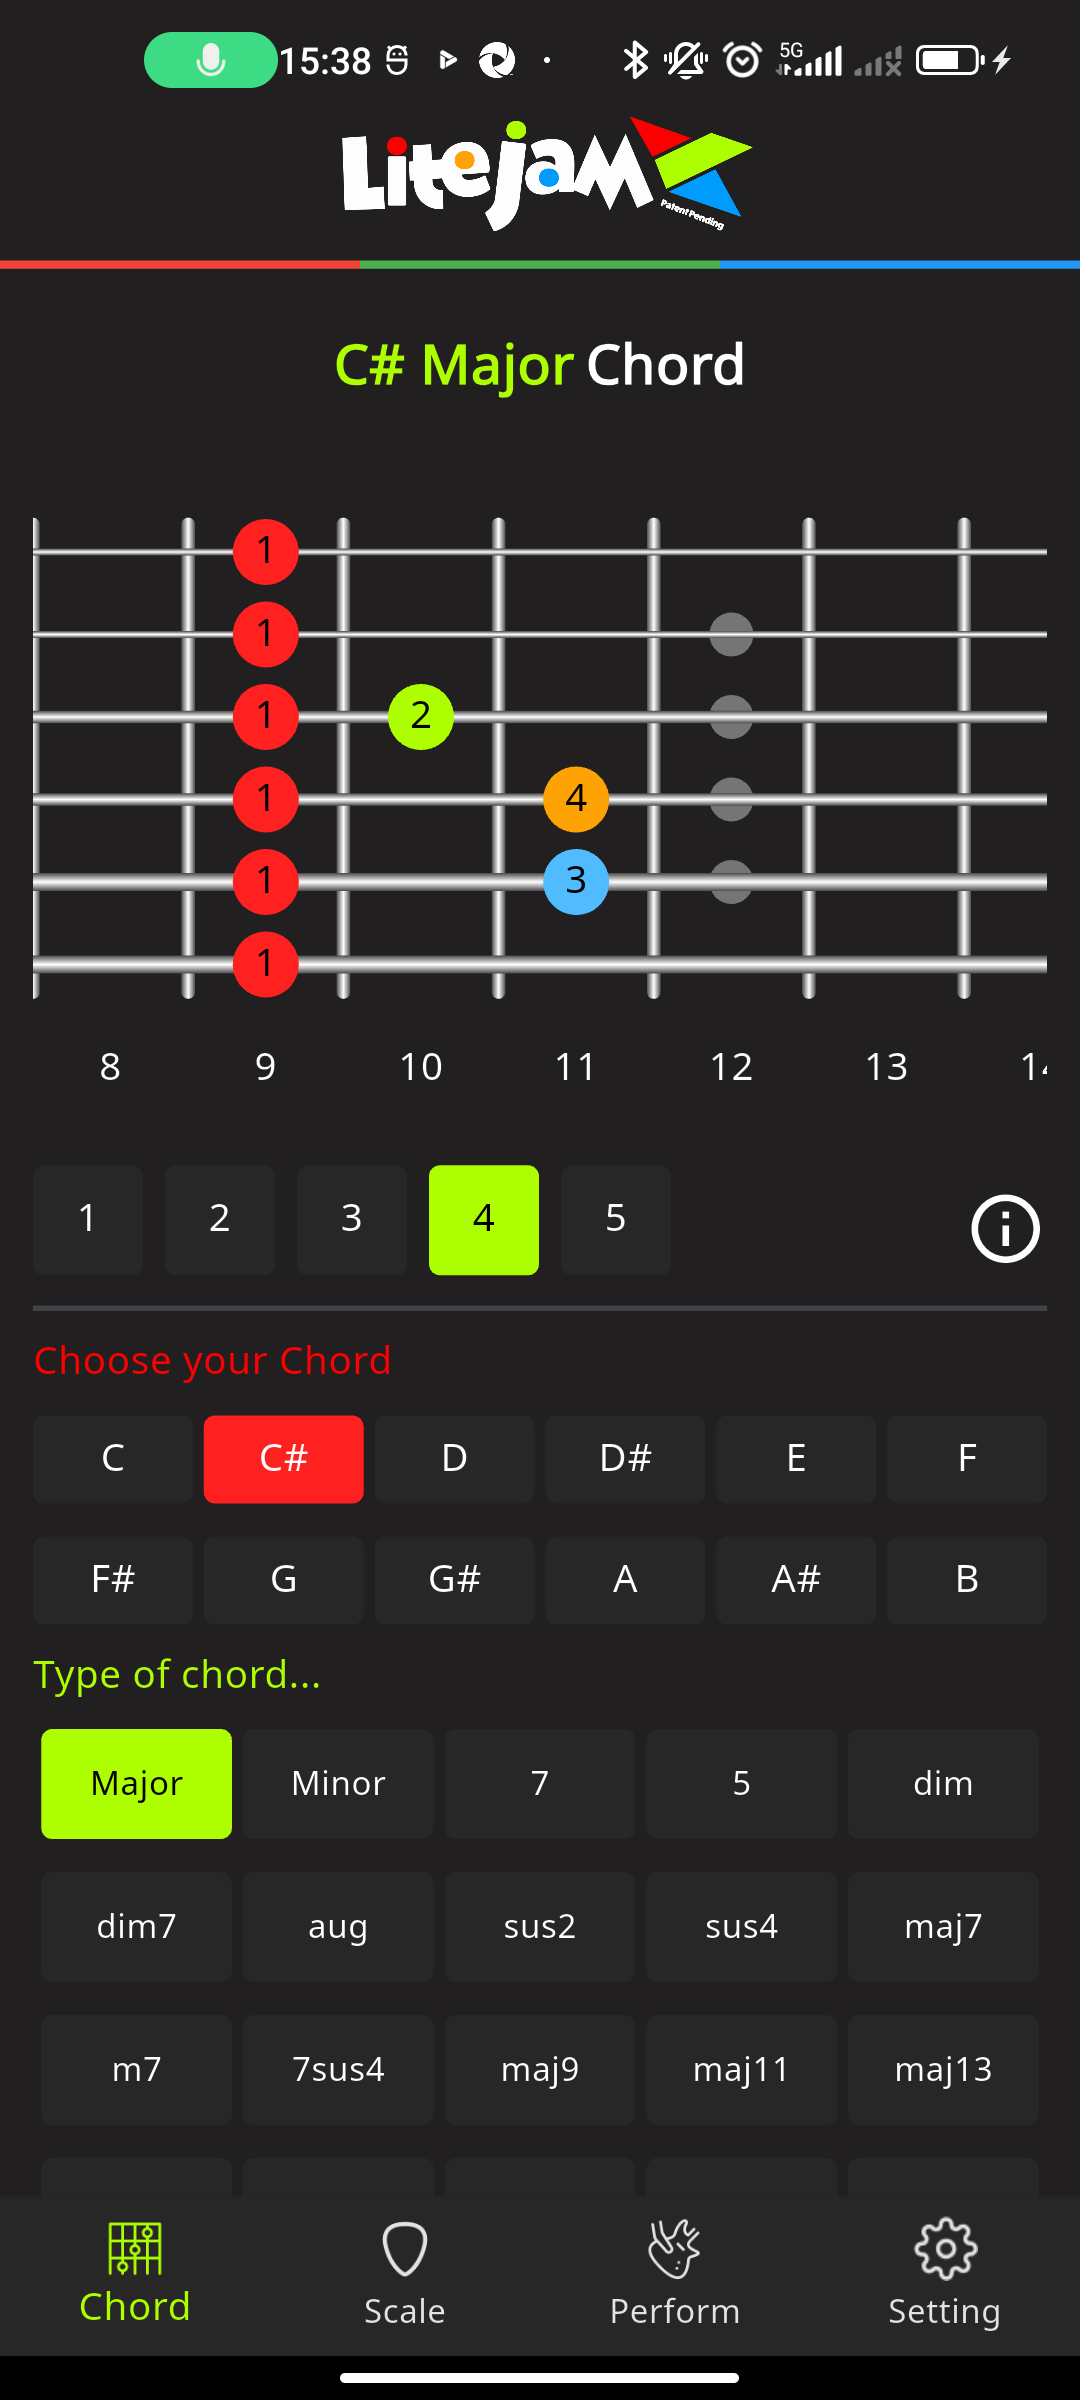 15:38
5G
Litejam
Patent Pending
C# Major Chord
1
1
1 2
1 4
1 3
1
8 9 10 11 12 13
1 2 3 4 5
Choose your Chord
C C# D D# E F
F# G G# A A# B
Type of chord...
Major Minor 7 5 dim
dim7 aug sus2 sus4 maj7
m7 7sus4 maj9 maj11 maj13
Chord Scale Perform Setting